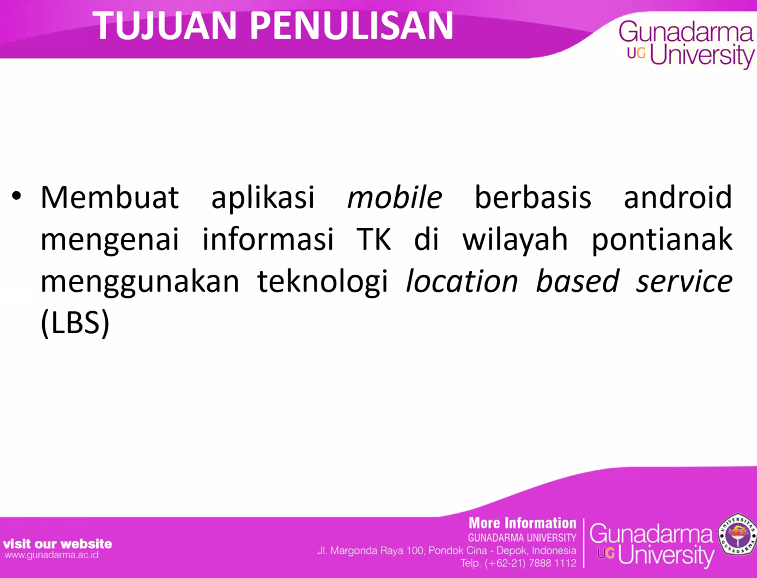 TUJUAN PENULISAN
Gunadarma
UG University
• Membuat aplikasi mobile berbasis android
mengenai informasi TK di wilayah pontianak
menggunakan teknologi location based service
(LBS)
More Information
GUNADARMA UNIVERSITY
Jl. Margonda Raya 100, Pondok Cina - Depok, Indonesia
Telp. (+62-21) 7888 1112
visit our website
www.gunadarma.ac.id
Gunadarma
UG University